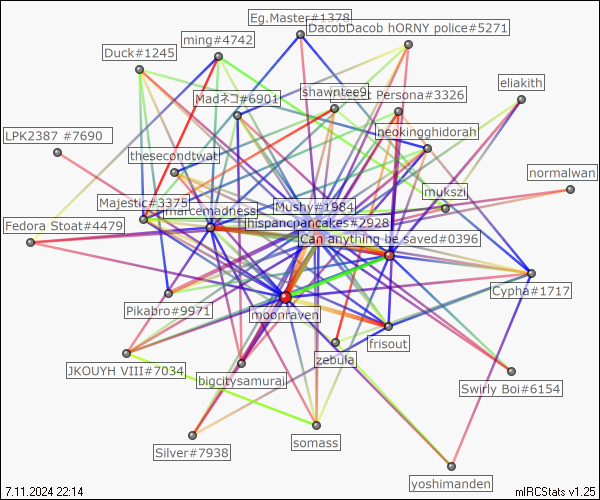 Eg.Master#1378
DacobDacob hORNY police#5271
ming#4742
Duck#1245
eliakith
shawntee9
Persona#3326
Madネコ#6901
neokingghidorah
LPK2387 #7690
thesecondtwat
normalwan
mukszi
Majestic#3375
Mushy#1984
marcemadness
Fedora Stoat#4479
hispancpancakes#2928
Can anything be saved#0396
Cypha#1717
Pikabro#9971
moonraven
frisout
zebula
JKOUYH VIII#7034
bigcitysamurai
Swirly Boi#6154
somass
Silver#7938
yoshimanden
7.11.2024 22:14
mIRCStats v1.25